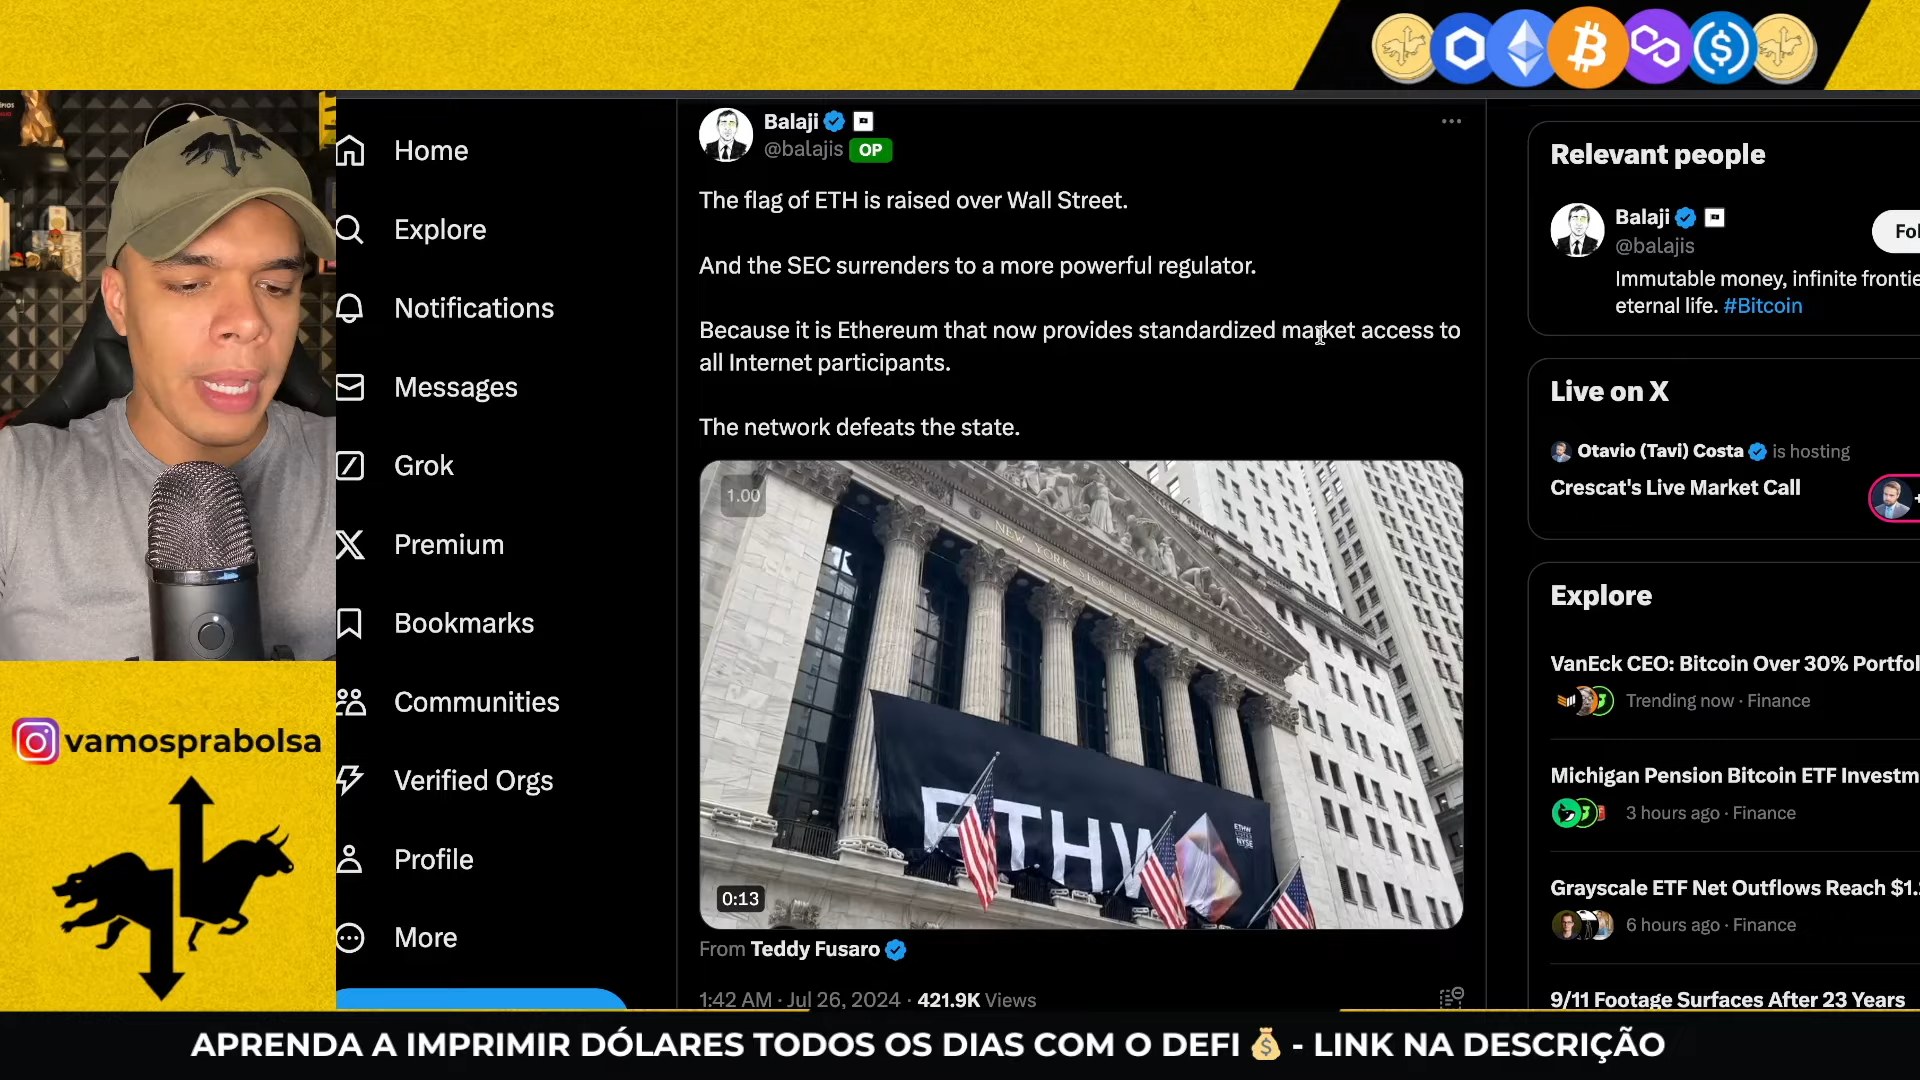 Home
Explore
Notifications
Messages
Grok
Premium
Bookmarks
Communities
Verified Orgs
Profile
More
vamosprabolsa
Balaji
@balajis OP
The flag of ETH is raised over Wall Street.
And the SEC surrenders to a more powerful regulator.
Because it is Ethereum that now provides standardized market access to
all Internet participants.
The network defeats the state.
1.00
NEW YORK STOCK
ETHW
ETHW
NYSE
0:13
From Teddy Fusaro
1:42 AM · Jul 26, 2024 · 421.9K Views
Relevant people
Balaji
@balajis
Fol
Immutable money, infinite frontie
eternal life. #Bitcoin
Live on X
Otavio (Tavi) Costa is hosting
Crescat's Live Market Call
Explore
VanEck CEO: Bitcoin Over 30% Portfol
Trending now · Finance
Michigan Pension Bitcoin ETF Investm
3 hours ago · Finance
Grayscale ETF Net Outflows Reach $1.
6 hours ago · Finance
9/11 Footage Surfaces After 23 Years
APRENDA A IMPRIMIR DÓLARES TODOS OS DIAS COM O DEFI 💰 - LINK NA DESCRIÇÃO